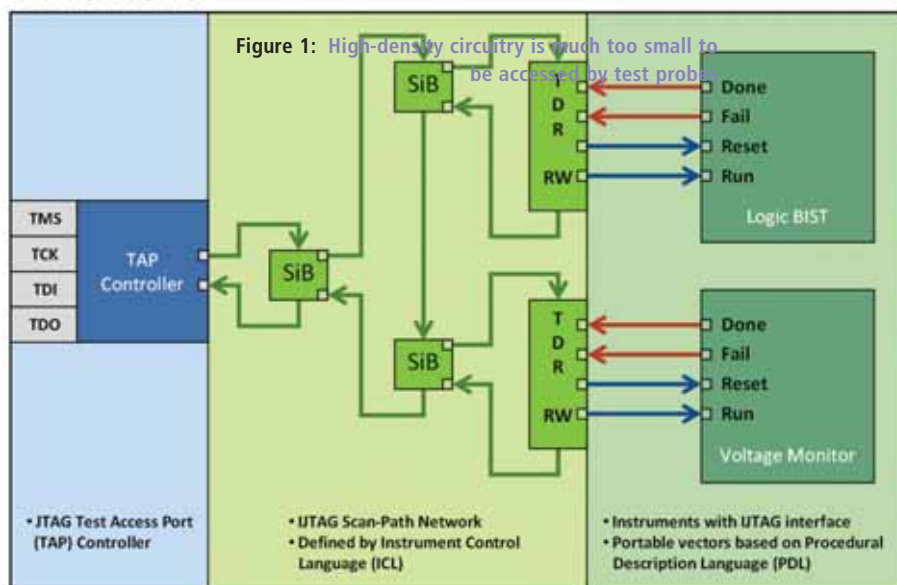 Figure 1: High-density circuitry is much too small to
be accessed by test probes
SiB
T
D
R
RW
Done
Fail
Reset
Run
Logic BIST
TMS
TCK
TDI
TDO
TAP
Controller
SiB
SiB
T
D
R
RW
Done
Fail
Reset
Run
Voltage Monitor
• JTAG Test Access Port
(TAP) Controller
• IJTAG Scan-Path Network
• Defined by Instrument Control
Language (ICL)
• Instruments with IJTAG interface
• Portable vectors based on Procedural
Description Language (PDL)